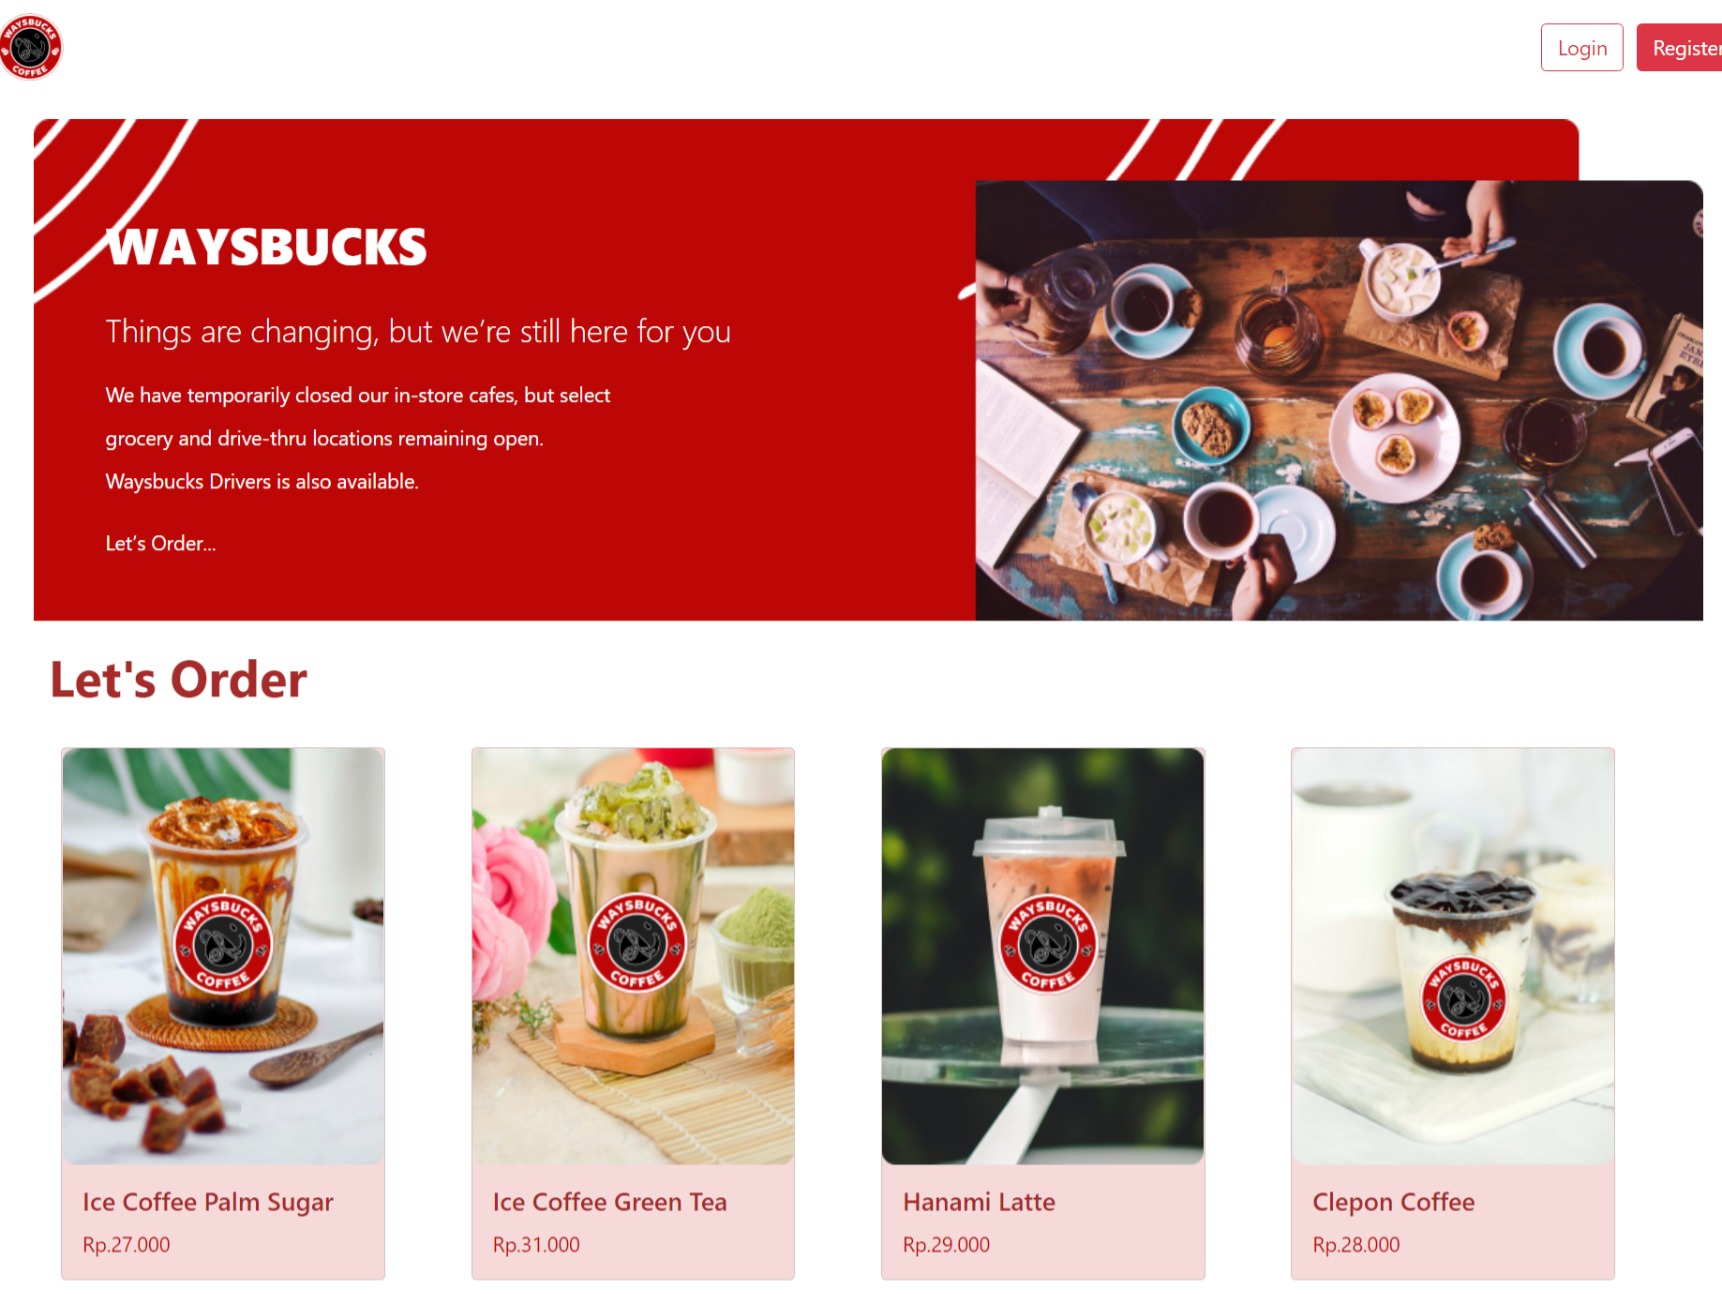 WAYSBUCKS
COFFEE
Login
Register
WAYSBUCKS
Things are changing, but we’re still here for you
We have temporarily closed our in-store cafes, but select
grocery and drive-thru locations remaining open.
Waysbucks Drivers is also available.
Let’s Order...
JAN
EYR
Let's Order
WAYSBUCKS
COFFEE
WAYSBUCKS
COFFEE
WAYSBUCKS
COFFEE
WAYSBUCKS
COFFEE
Ice Coffee Palm Sugar
Ice Coffee Green Tea
Hanami Latte
Clepon Coffee
Rp.27.000
Rp.31.000
Rp.29.000
Rp.28.000